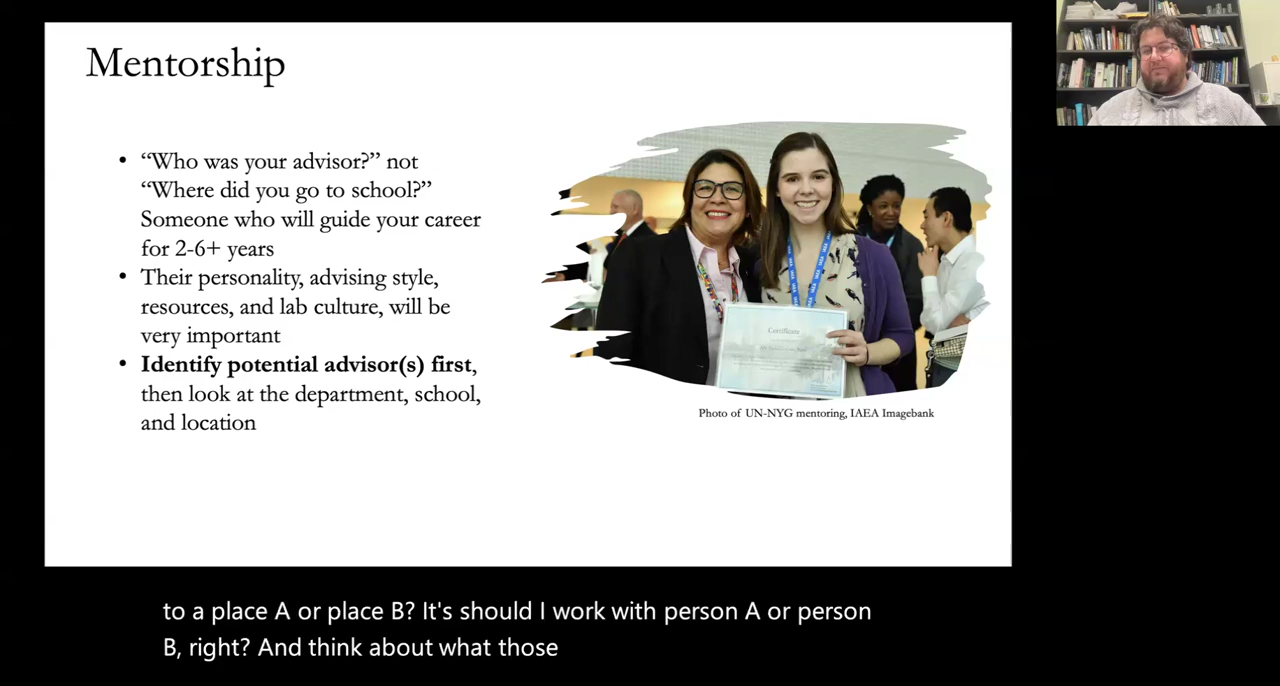 Mentorship
• “Who was your advisor?” not
“Where did you go to school?”
Someone who will guide your career
for 2-6+ years
• Their personality, advising style,
resources, and lab culture, will be
very important
• Identify potential advisor(s) first,
then look at the department, school,
and location
Certificate
Photo of UN-NYG mentoring, IAEA Imagebank
to a place A or place B? It's should I work with person A or person
B, right? And think about what those